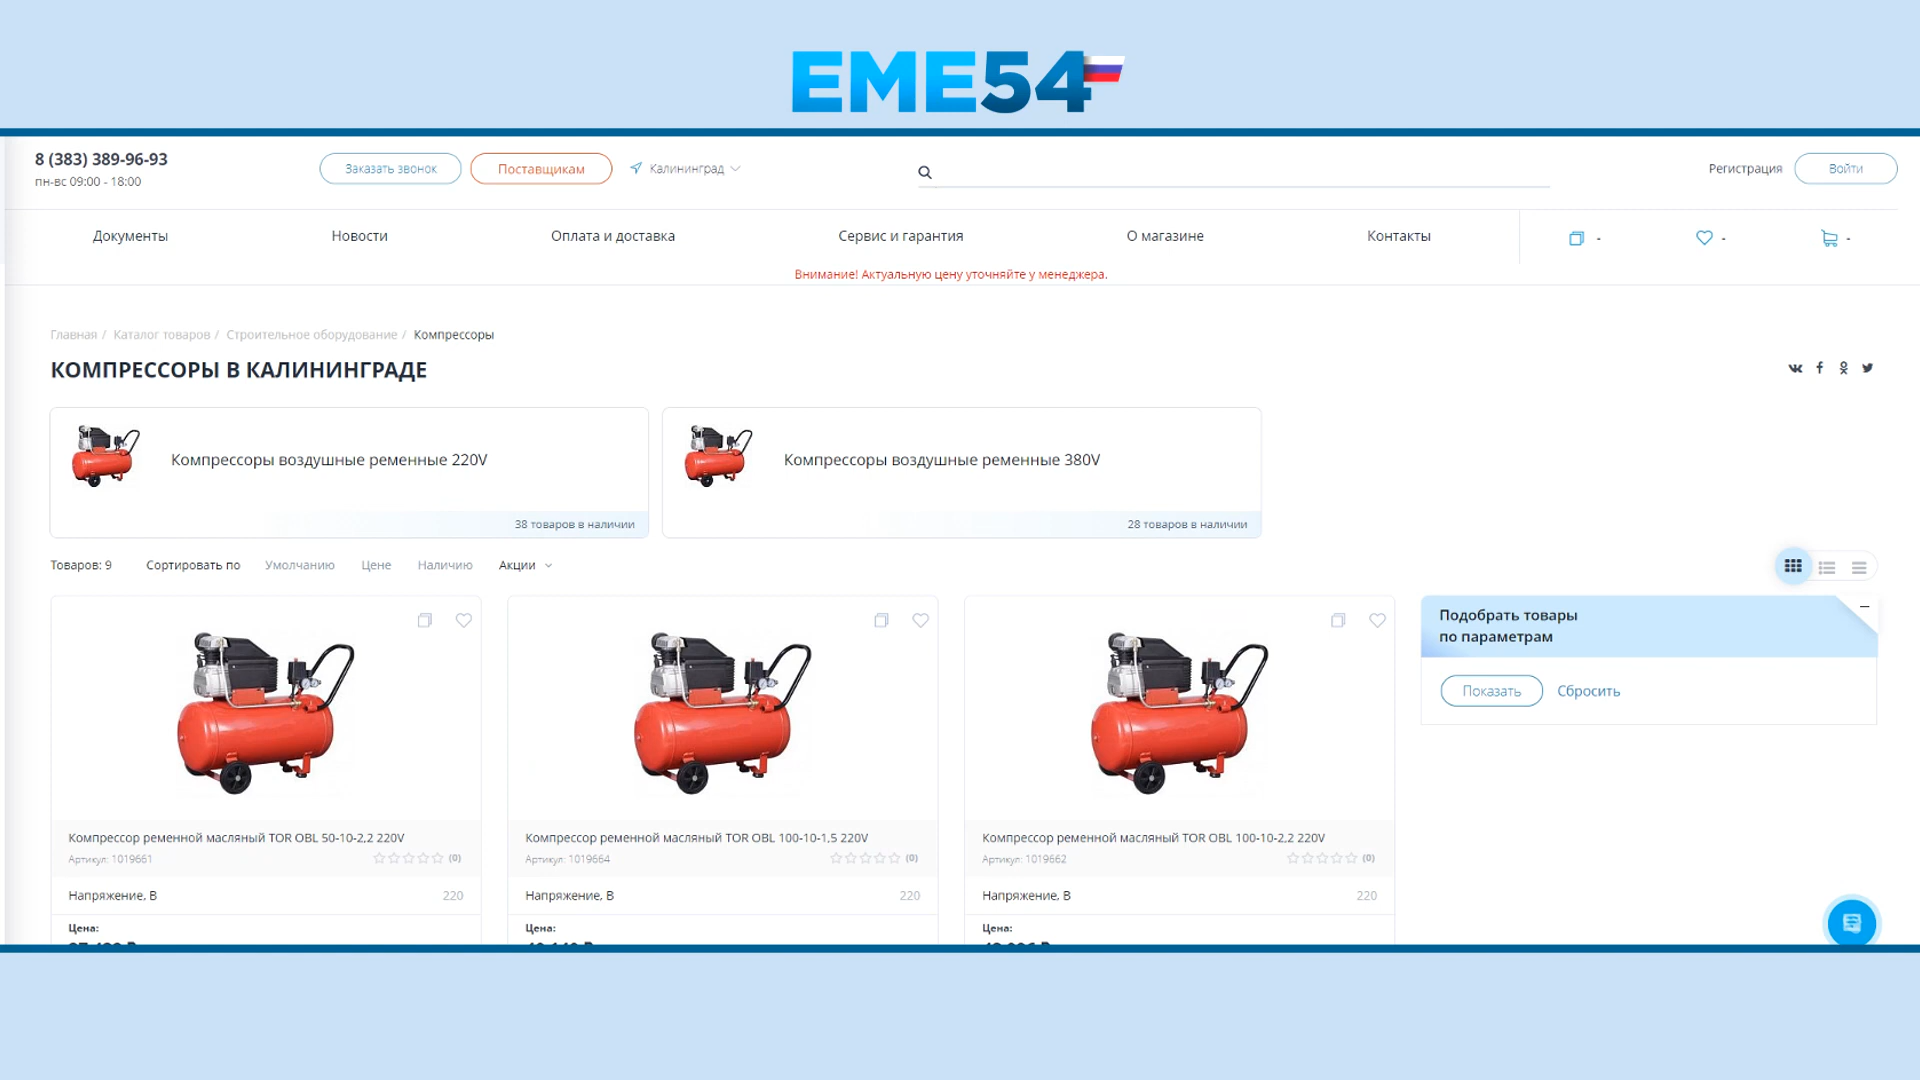 EME54
8 (383) 389-96-93
пн-вс 09:00 - 18:00
Заказать звонок
Поставщикам
Калининград
Регистрация
Войти
Документы
Новости
Оплата и доставка
Сервис и гарантия
О магазине
Контакты
Внимание! Актуальную цену уточняйте у менеджера.
Главная / Каталог товаров / Строительное оборудование / Компрессоры
КОМПРЕССОРЫ В КАЛИНИНГРАДЕ
Компрессоры воздушные ременные 220V
38 товаров в наличии
Компрессоры воздушные ременные 380V
28 товаров в наличии
Товаров: 9
Сортировать по
Умолчанию
Цене
Наличию
Акции
Компрессор ременной масляный TOR OBL 50-10-2,2 220V
Артикул: 1019661
(0)
Напряжение, В
220
Цена:
Компрессор ременной масляный TOR OBL 100-10-1,5 220V
Артикул: 1019664
(0)
Напряжение, В
220
Цена:
Компрессор ременной масляный TOR OBL 100-10-2,2 220V
Артикул: 1019662
(0)
Напряжение, В
220
Цена:
Подобрать товары
по параметрам
Показать
Сбросить